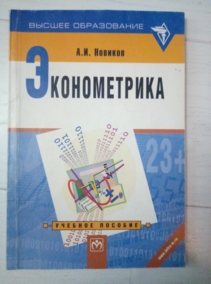 ВЫСШЕЕ ОБРАЗОВАНИЕ
А.И. Новиков
ЭКОНОМЕТРИКА
УЧЕБНОЕ ПОСОБИЕ